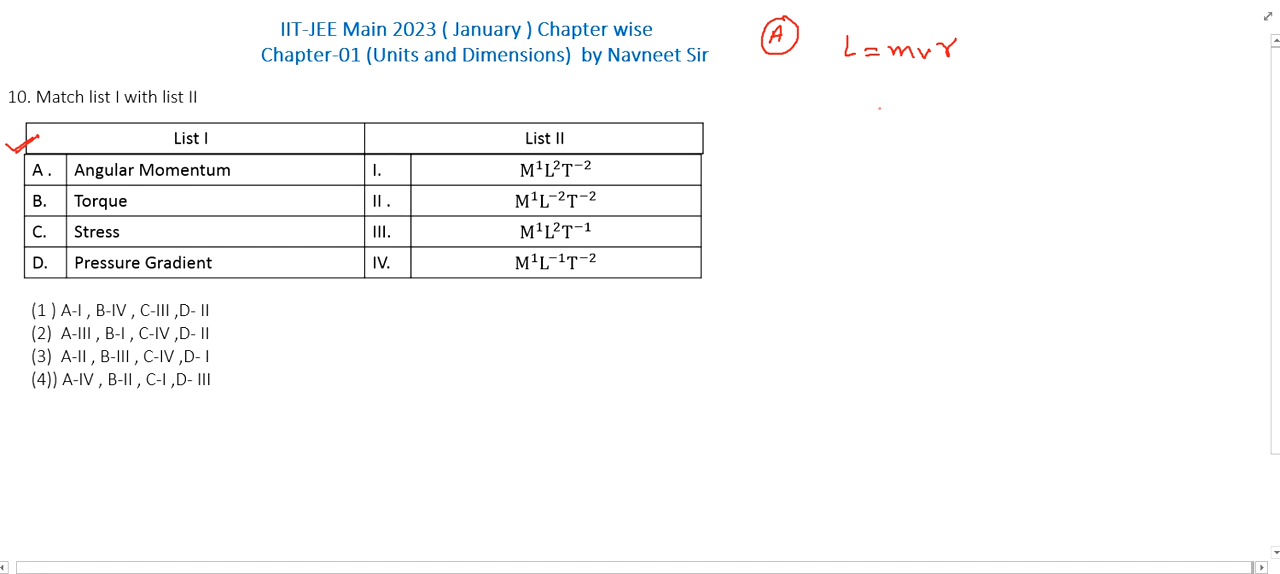 IIT-JEE Main 2023 ( January ) Chapter wise
Chapter-01 (Units and Dimensions) by Navneet Sir
A
L = mvr
10. Match list I with list II
List I List II
A . Angular Momentum I. M¹L²T⁻²
B. Torque II . M¹L⁻²T⁻²
C. Stress III. M¹L²T⁻¹
D. Pressure Gradient IV. M¹L⁻¹T⁻²
(1 ) A-I , B-IV , C-III ,D- II
(2) A-III , B-I , C-IV ,D- II
(3) A-II , B-III , C-IV ,D- I
(4)) A-IV , B-II , C-I ,D- III